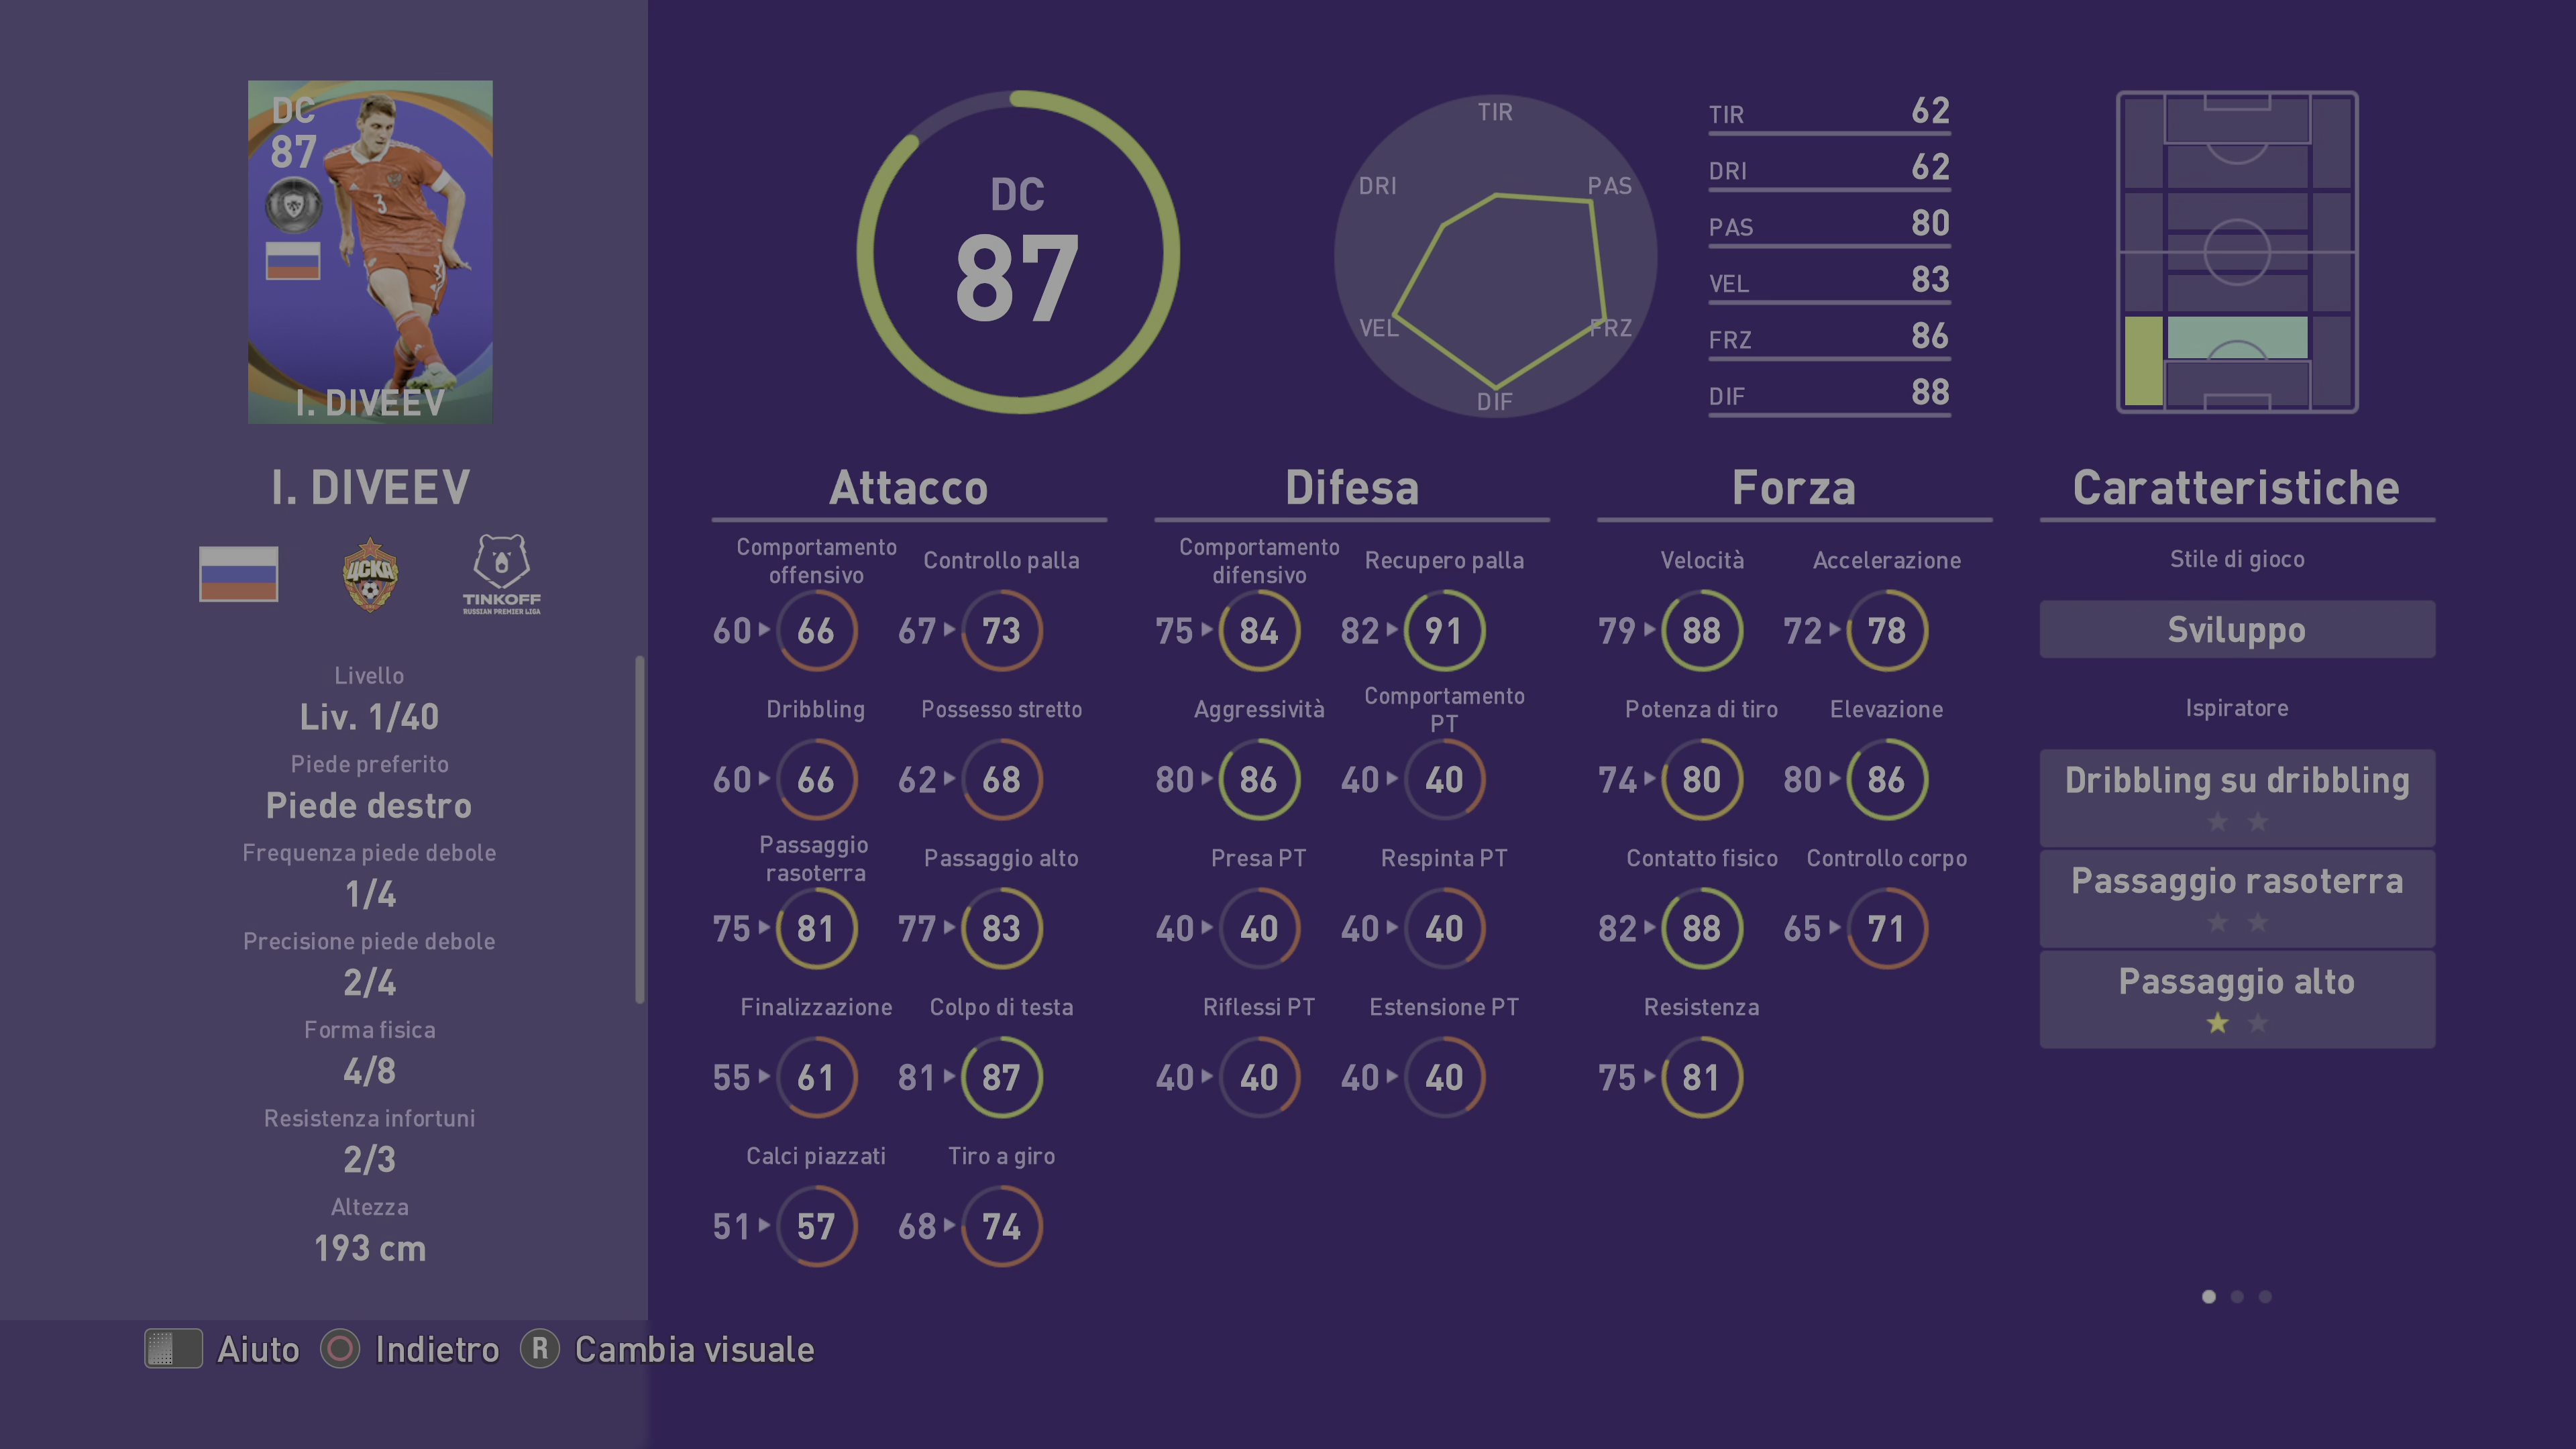 DC
87
3
I. DIVEEV
I. DIVEEV
ЦСКА
TINKOFF
RUSSIAN PREMIER LIGA
Livello
Liv. 1/40
Piede preferito
Piede destro
Frequenza piede debole
1/4
Precisione piede debole
2/4
Forma fisica
4/8
Resistenza infortuni
2/3
Altezza
193 cm
DC
87
TIR
PAS
FRZ
DIF
VEL
DRI
TIR 62
DRI 62
PAS 80
VEL 83
FRZ 86
DIF 88
Attacco
Comportamento
offensivo
60 66
Controllo palla
67 73
Dribbling
60 66
Possesso stretto
62 68
Passaggio
rasoterra
75 81
Passaggio alto
77 83
Finalizzazione
55 61
Colpo di testa
81 87
Calci piazzati
51 57
Tiro a giro
68 74
Difesa
Comportamento
difensivo
75 84
Recupero palla
82 91
Aggressività
80 86
Comportamento
PT
40 40
Presa PT
40 40
Respinta PT
40 40
Riflessi PT
40 40
Estensione PT
40 40
Forza
Velocità
79 88
Accelerazione
72 78
Potenza di tiro
74 80
Elevazione
80 86
Contatto fisico
82 88
Controllo corpo
65 71
Resistenza
75 81
Caratteristiche
Stile di gioco
Sviluppo
Ispiratore
Dribbling su dribbling
Passaggio rasoterra
Passaggio alto
Aiuto
Indietro
R Cambia visuale